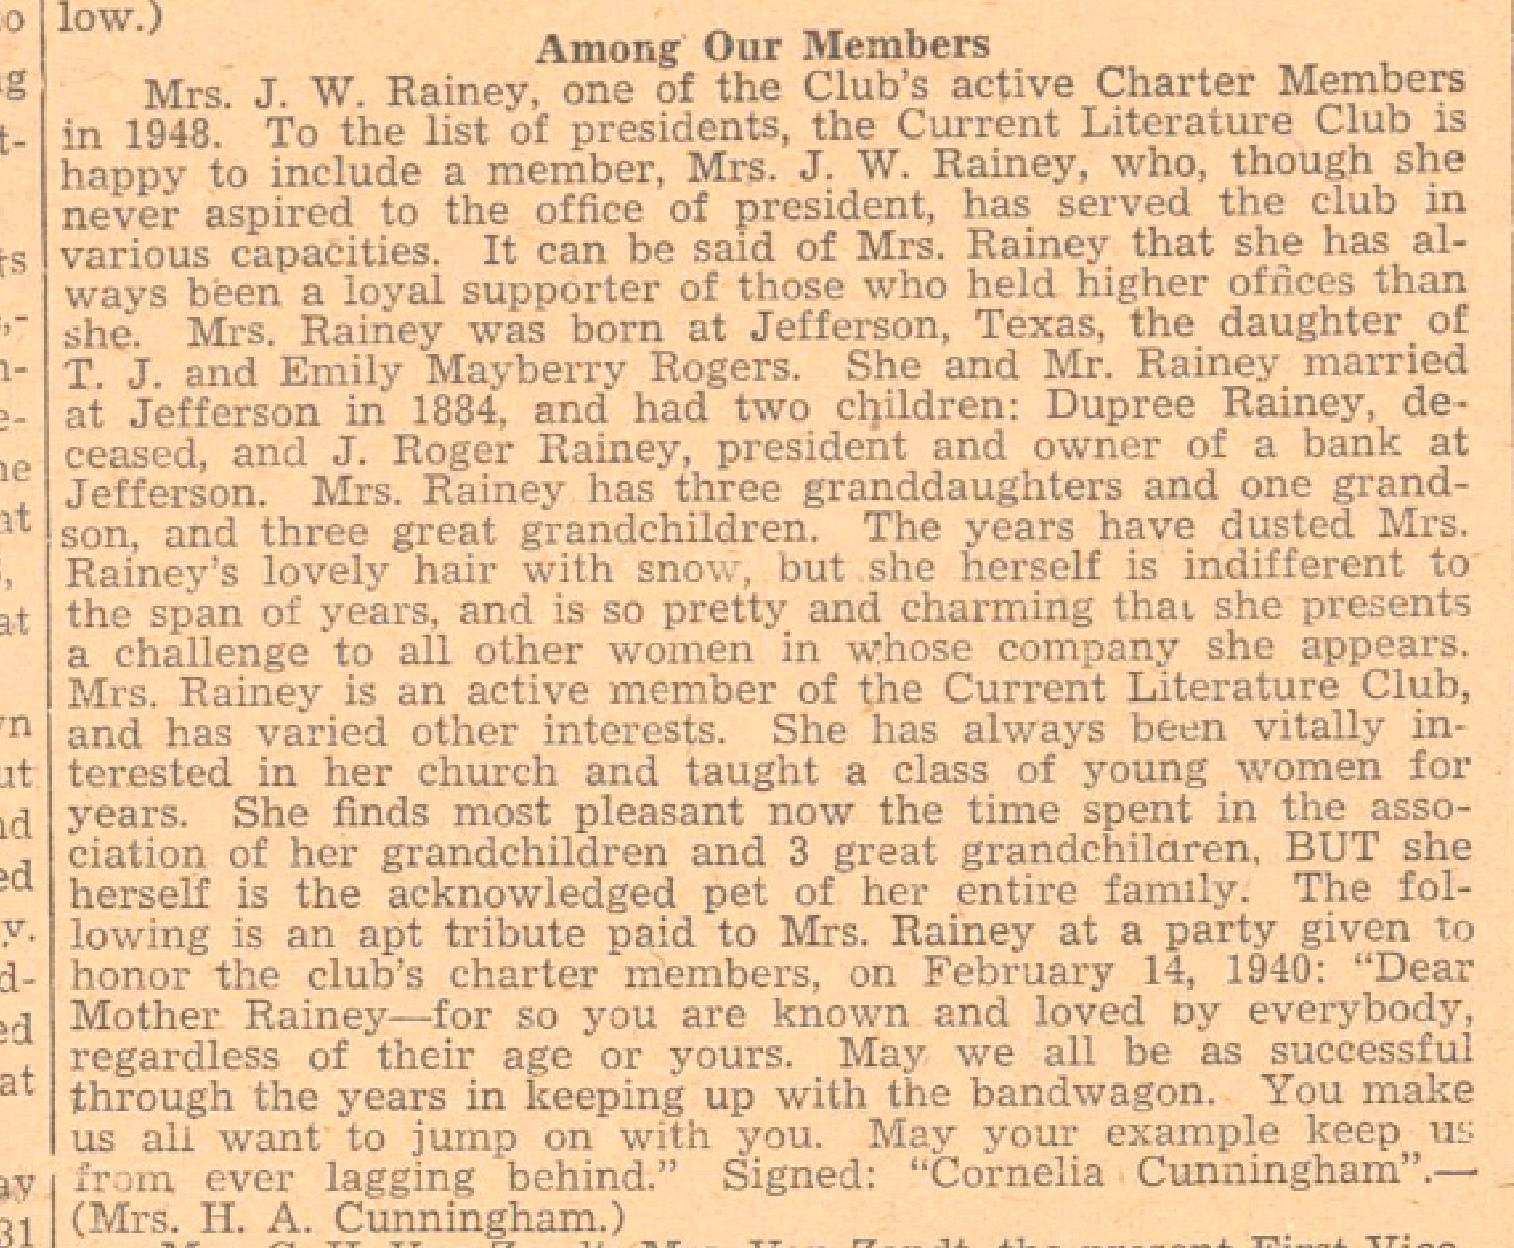 low.)
Among Our Members
Mrs. J. W. Rainey, one of the Club's active Charter Members
in 1948. To the list of presidents, the Current Literature Club is
happy to include a member, Mrs. J. W. Rainey, who, though she
never aspired to the office of president, has served the club in
various capacities. It can be said of Mrs. Rainey that she has al-
ways been a loyal supporter of those who held higher offices than
she. Mrs. Rainey was born at Jefferson, Texas, the daughter of
T. J. and Emily Mayberry Rogers. She and Mr. Rainey married
at Jefferson in 1884, and had two children: Dupree Rainey, de-
ceased, and J. Roger Rainey, president and owner of a bank at
Jefferson. Mrs. Rainey has three granddaughters and one grand-
son, and three great grandchildren. The years have dusted Mrs.
Rainey's lovely hair with snow, but she herself is indifferent to
the span of years, and is so pretty and charming that she presents
a challenge to all other women in whose company she appears.
Mrs. Rainey is an active member of the Current Literature Club,
and has varied other interests. She has always been vitally in-
terested in her church and taught a class of young women for
years. She finds most pleasant now the time spent in the asso-
ciation of her grandchildren and 3 great grandchildren, BUT she
herself is the acknowledged pet of her entire family. The fol-
lowing is an apt tribute paid to Mrs. Rainey at a party given to
honor the club's charter members, on February 14, 1940: "Dear
Mother Rainey—for so you are known and loved by everybody,
regardless of their age or yours. May we all be as successful
through the years in keeping up with the bandwagon. You make
us all want to jump on with you. May your example keep us
from ever lagging behind." Signed: "Cornelia Cunningham".—
(Mrs. H. A. Cunningham.)